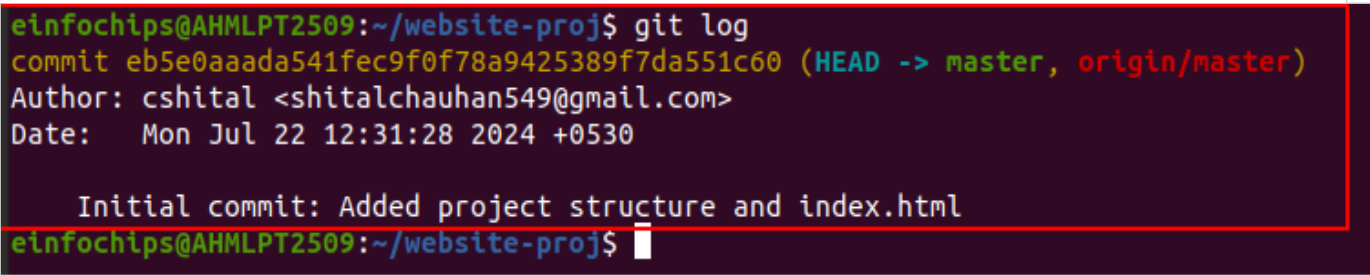 einfochips@AHMLPT2509:~/website-proj$ git log
commit eb5e0aaada541fec9f0f78a9425389f7da551c60 (HEAD -> master, origin/master)
Author: cshital <shitalchauhan549@gmail.com>
Date:   Mon Jul 22 12:31:28 2024 +0530
    Initial commit: Added project structure and index.html
einfochips@AHMLPT2509:~/website-proj$